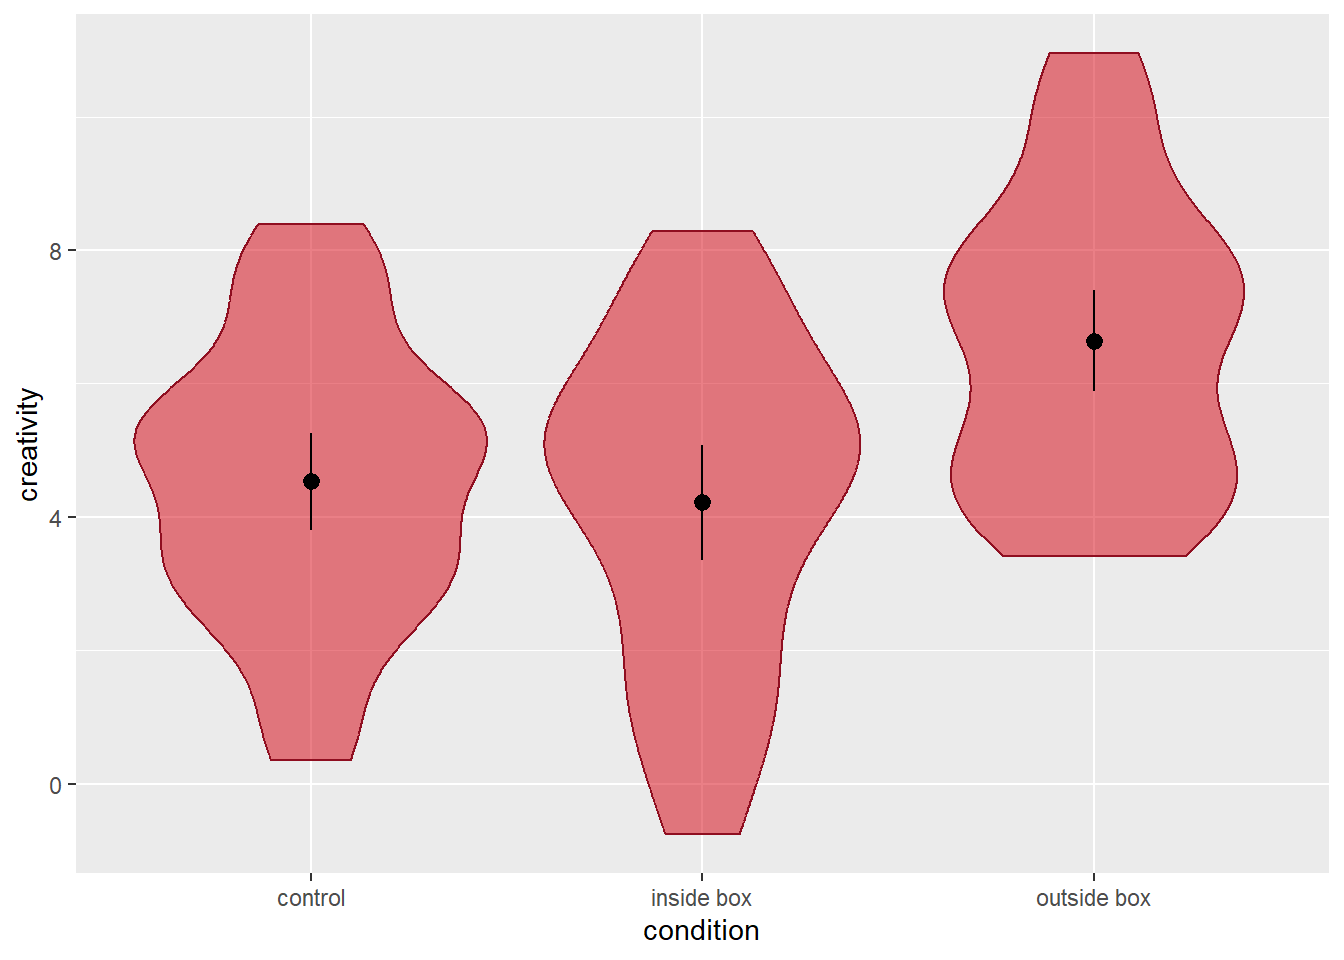 creativity
8
4
0
control
inside box
outside box
condition